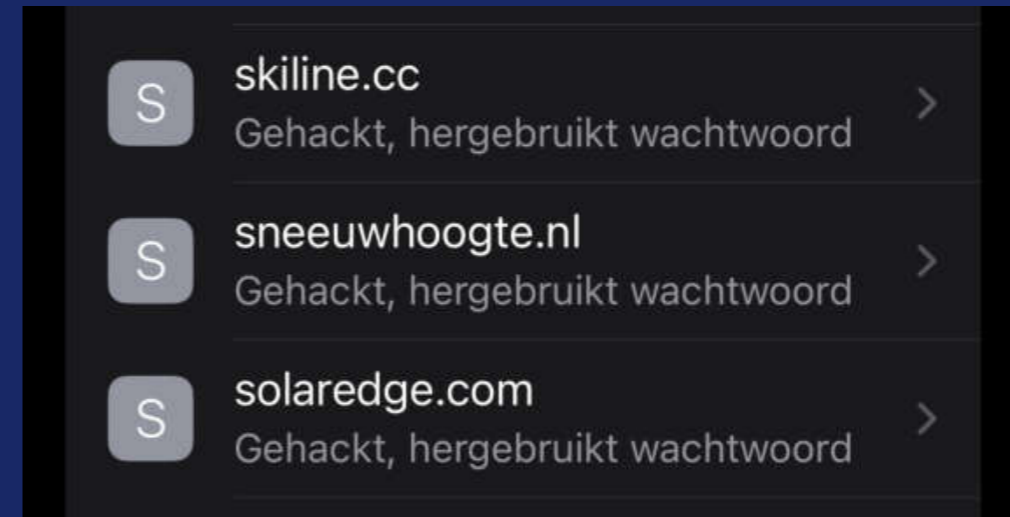 S
skiline.cc
Gehackt, hergebruikt wachtwoord
S
sneeuwhoogte.nl
Gehackt, hergebruikt wachtwoord
S
solaredge.com
Gehackt, hergebruikt wachtwoord